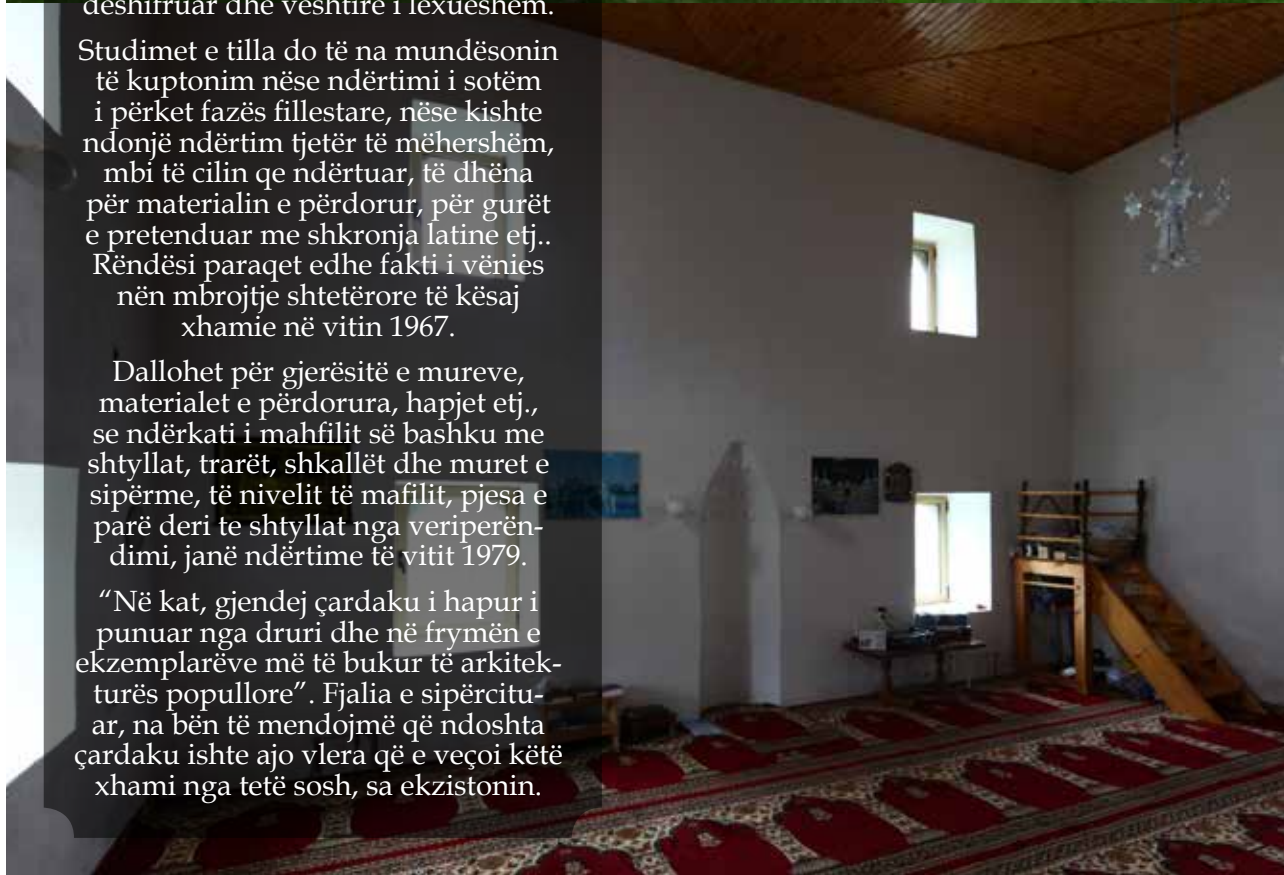 deshifruar dhe vështirë i lexueshëm.
Studimet e tilla do të na mundësonin
të kuptonim nëse ndërtimi i sotëm
i përket fazës fillestare, nëse kishte
ndonjë ndërtim tjetër të mëhershëm,
mbi të cilin qe ndërtuar, të dhëna
për materialin e përdorur, për gurët
e pretenduar me shkronja latine etj..
Rëndësi paraqet edhe fakti i vënies
nën mbrojtje shtetërore të kësaj
xhamie në vitin 1967.
Dallohet për gjerësitë e mureve,
materialet e përdorura, hapjet etj.,
se ndërkati i mahfilit së bashku me
shtyllat, trarët, shkallët dhe muret e
sipërme, të nivelit të mafilit, pjesa e
parë deri te shtyllat nga veriperën-
dimi, janë ndërtime të vitit 1979.
“Në kat, gjendej çardaku i hapur i
punuar nga druri dhe në frymën e
ekzemplarëve më të bukur të arkitek-
turës popullore”. Fjalia e sipërcitu-
ar, na bën të mendojmë që ndoshta
çardaku ishte ajo vlera që e veçoi këtë
xhami nga tetë sosh, sa ekzistonin.